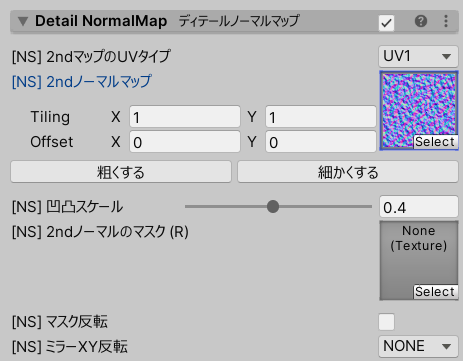 Detail NormalMap ディテールノーマルマップ
[NS] 2ndマップのUVタイプ UV1
[NS] 2ndノーマルマップ
Tiling X 1 Y 1
Offset X 0 Y 0
Select
粗くする 細かくする
[NS] 凹凸スケール 0.4
[NS] 2ndノーマルのマスク (R) None
(Texture)
Select
[NS] マスク反転
[NS] ミラーXY反転 NONE